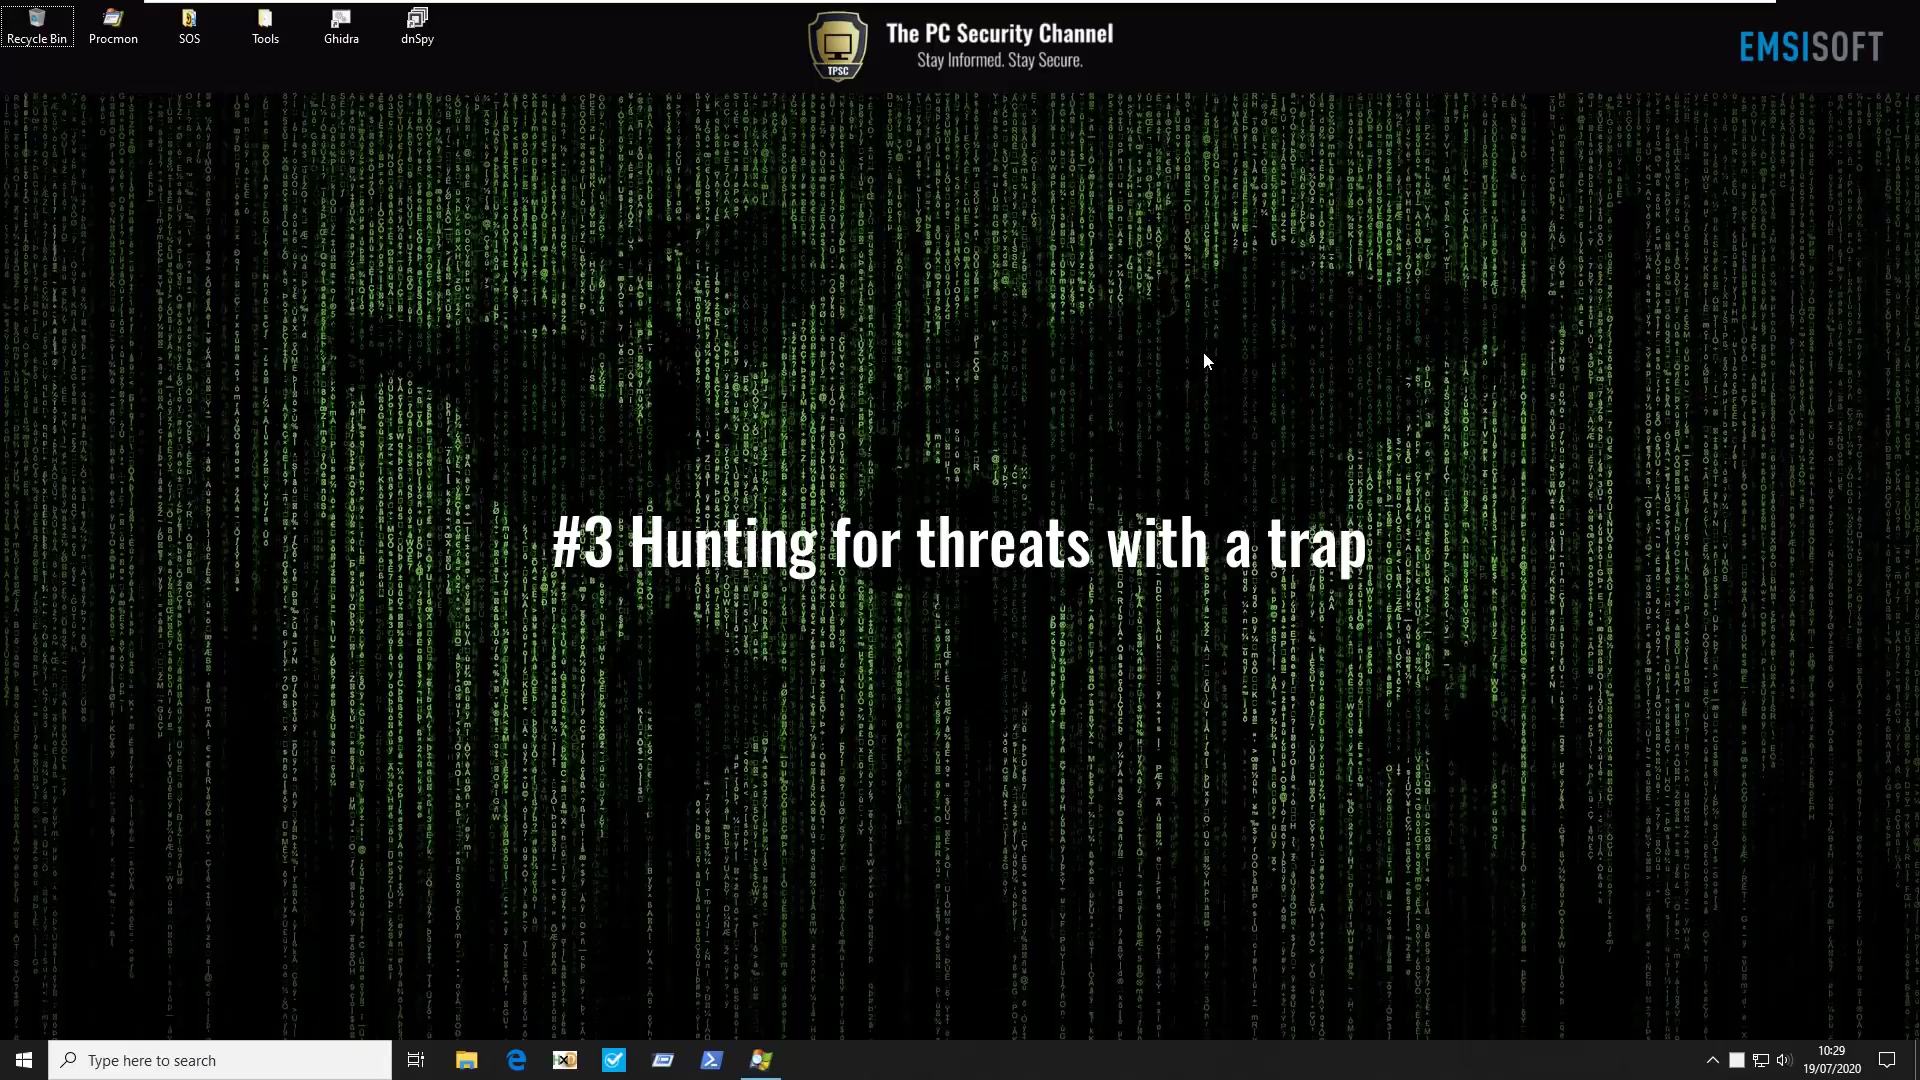 Recycle Bin
Procmon
SOS
Tools
Ghidra
dnSpy
TPSC
The PC Security Channel
Stay Informed. Stay Secure.
EMSISOFT
#3 Hunting for threats with a trap
Type here to search
10:29
19/07/2020